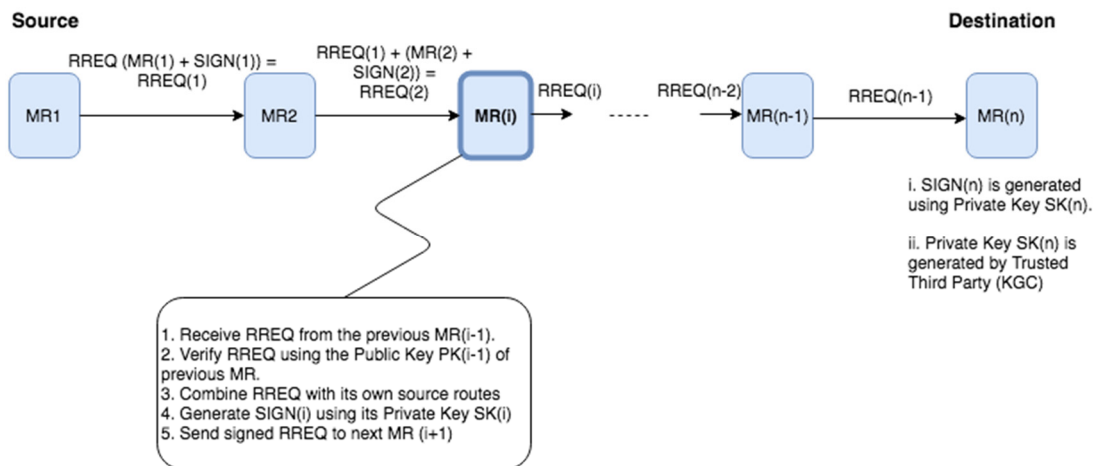 Source
Destination
RREQ (MR(1) + SIGN(1)) =
RREQ(1)
RREQ(1) + (MR(2) +
SIGN(2)) =
RREQ(2)
RREQ(i)
RREQ(n-2)
RREQ(n-1)
MR1
MR2
MR(i)
MR(n-1)
MR(n)
i. SIGN(n) is generated
using Private Key SK(n).
ii. Private Key SK(n) is
generated by Trusted
Third Party (KGC)
1. Receive RREQ from the previous MR(i-1).
2. Verify RREQ using the Public Key PK(i-1) of
previous MR.
3. Combine RREQ with its own source routes
4. Generate SIGN(i) using its Private Key SK(i)
5. Send signed RREQ to next MR (i+1)